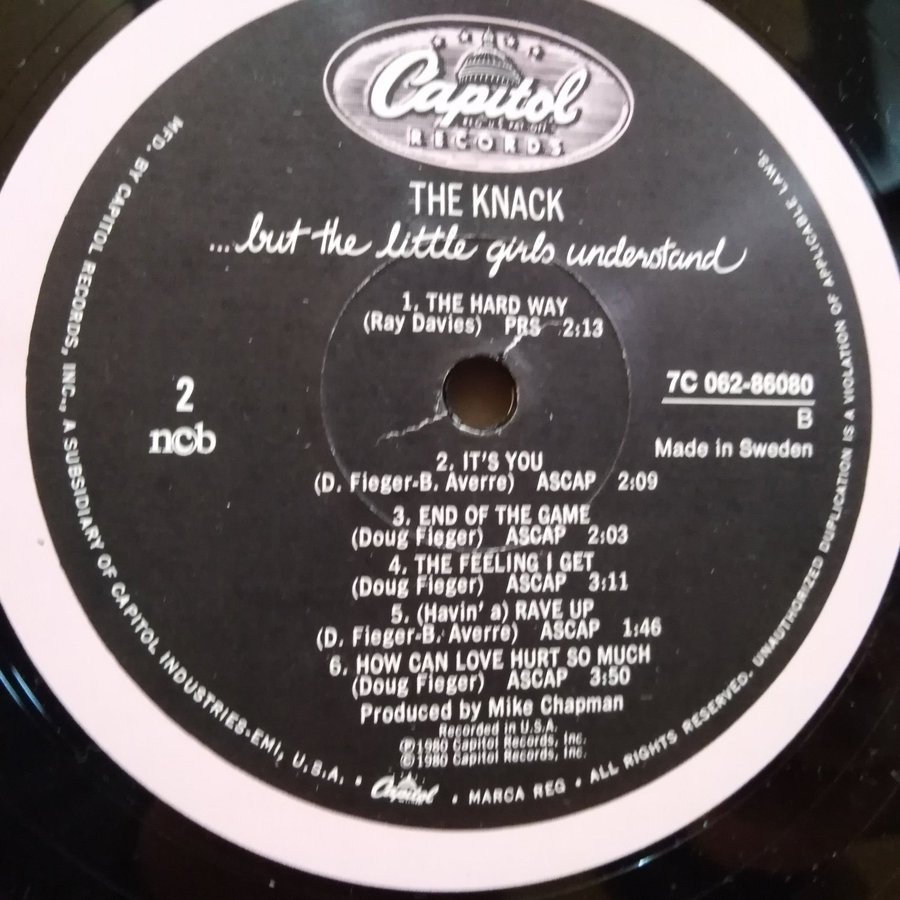 Capitol
RECORDS
THE KNACK
...but the little girls understand
1. THE HARD WAY
(Ray Davies) PRS 2:13
2
ncb
7C 062-86080
B
Made in Sweden
2. IT'S YOU
(D. Fieger-B. Averre) ASCAP 2:09
3. END OF THE GAME
(Doug Fieger) ASCAP 2:03
4. THE FEELING I GET
(Doug Fieger) ASCAP 3:11
5. (Havin' a) RAVE UP
(D. Fieger-B. Averre) ASCAP 1:46
6. HOW CAN LOVE HURT SO MUCH
(Doug Fieger) ASCAP 3:50
Produced by Mike Chapman
Recorded in U.S.A.
℗1980 Capitol Records, Inc.
©1980 Capitol Records, Inc.
MFD. BY CAPITOL RECORDS, INC., A SUBSIDIARY OF CAPITOL INDUSTRIES-EMI, U.S.A. • Capitol • MARCA REG • ALL RIGHTS RESERVED. UNAUTHORIZED DUPLICATION IS A VIOLATION OF APPLICABLE LAWS.